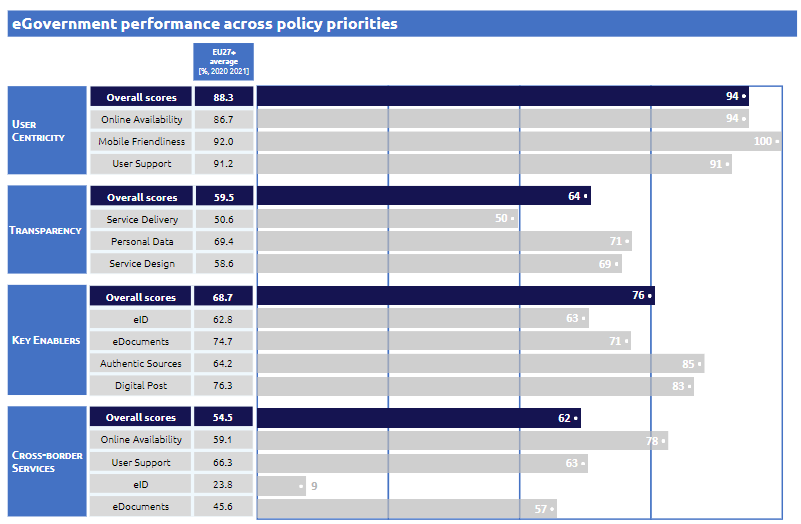 eGovernment performance across policy priorities
EU27+
average
[%, 2020 2021]
USER
CENTRICITY
Overall scores 88.3 94
Online Availability 86.7 94
Mobile Friendliness 92.0 100
User Support 91.2 91
TRANSPARENCY
Overall scores 59.5 64
Service Delivery 50.6 50
Personal Data 69.4 71
Service Design 58.6 69
KEY ENABLERS
Overall scores 68.7 76
eID 62.8 63
eDocuments 74.7 71
Authentic Sources 64.2 85
Digital Post 76.3 83
CROSS-BORDER
SERVICES
Overall scores 54.5 62
Online Availability 59.1 78
User Support 66.3 63
eID 23.8 9
eDocuments 45.6 57